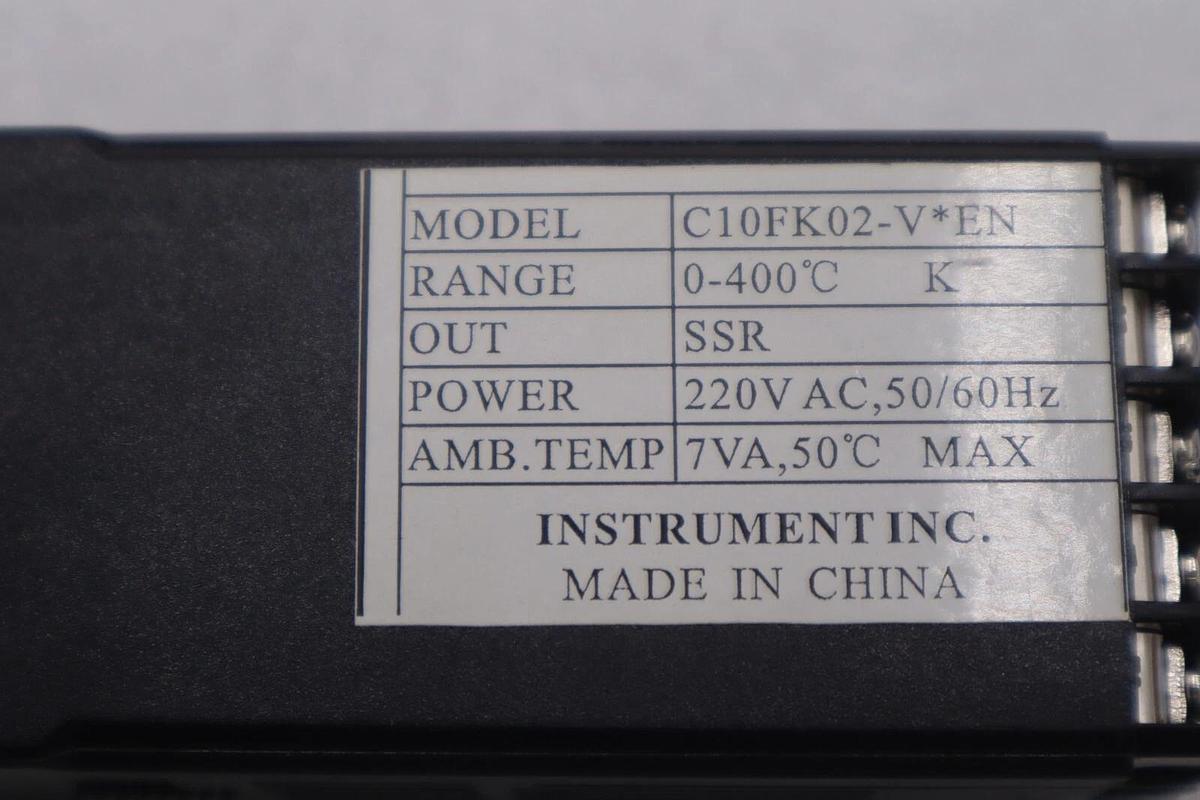 MODEL C10FK02-V*EN
RANGE 0-400℃ K
OUT SSR
POWER 220V AC,50/60Hz
AMB.TEMP 7VA,50℃ MAX
INSTRUMENT INC.
MADE IN CHINA